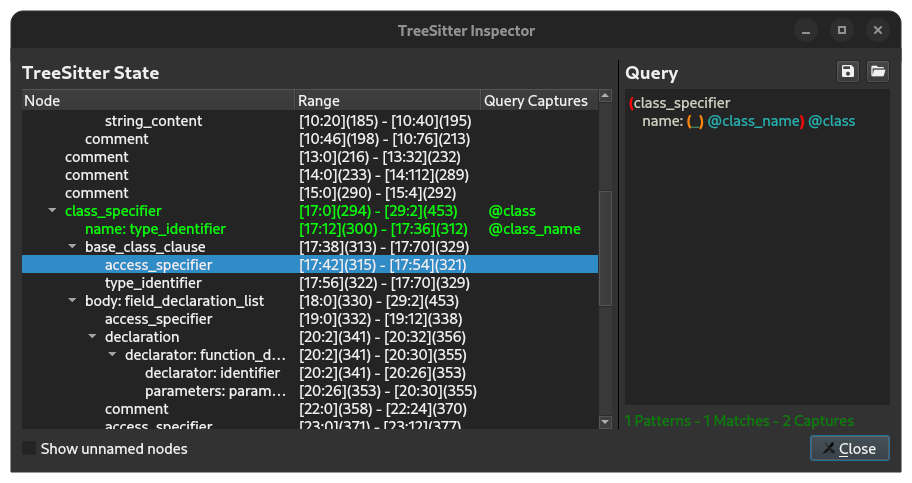 TreeSitter Inspector
TreeSitter State
Node Range Query Captures
string_content [10:20](185) - [10:40](195)
comment [10:46](198) - [10:76](213)
comment [13:0](216) - [13:32](232)
comment [14:0](233) - [14:112](289)
comment [15:0](290) - [15:4](292)
class_specifier [17:0](294) - [29:2](453) @class
name: type_identifier [17:12](300) - [17:36](312) @class_name
base_class_clause [17:38](313) - [17:70](329)
access_specifier [17:42](315) - [17:54](321)
type_identifier [17:56](322) - [17:70](329)
body: field_declaration_list [18:0](330) - [29:2](453)
access_specifier [19:0](332) - [19:12](338)
declaration [20:2](341) - [20:32](356)
declarator: function_d... [20:2](341) - [20:30](355)
declarator: identifier [20:2](341) - [20:26](353)
parameters: param... [20:26](353) - [20:30](355)
comment [22:0](358) - [22:24](370)
access_specifier [23:0](371) - [23:12](377)
Show unnamed nodes
Query
(class_specifier
name: (_) @class_name) @class
1 Patterns - 1 Matches - 2 Captures
Close